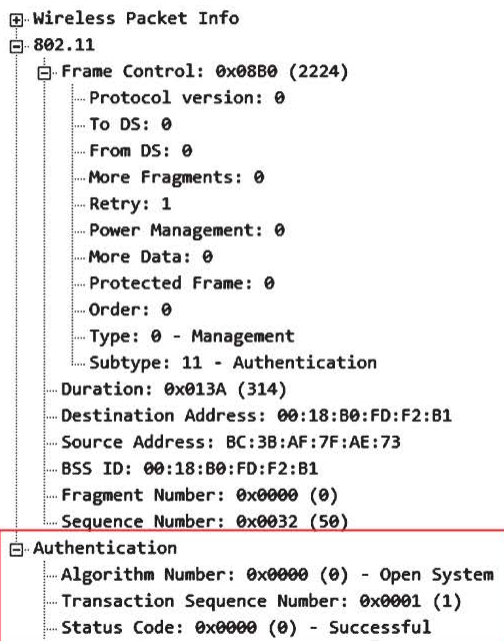 Wireless Packet Info
802.11
Frame Control: 0x08B0 (2224)
Protocol version: 0
To DS: 0
From DS: 0
More Fragments: 0
Retry: 1
Power Management: 0
More Data: 0
Protected Frame: 0
Order: 0
Type: 0 - Management
Subtype: 11 - Authentication
Duration: 0x013A (314)
Destination Address: 00:18:B0:FD:F2:B1
Source Address: BC:3B:AF:7F:AE:73
BSS ID: 00:18:B0:FD:F2:B1
Fragment Number: 0x0000 (0)
Sequence Number: 0x0032 (50)
Authentication
Algorithm Number: 0x0000 (0) - Open System
Transaction Sequence Number: 0x0001 (1)
Status Code: 0x0000 (0) - Successful